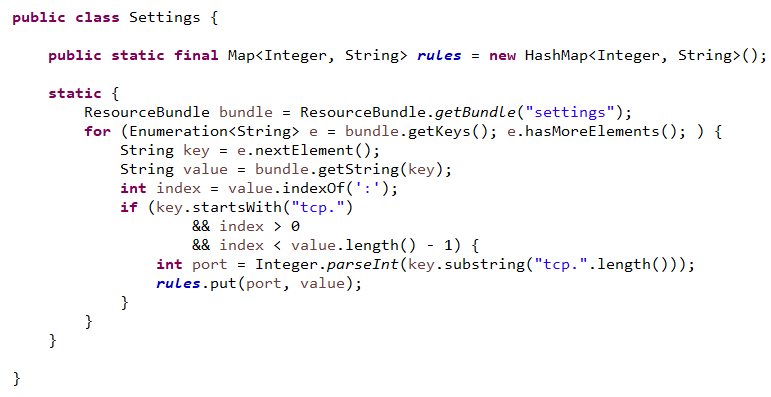 public class Settings {
public static final Map<Integer, String> rules = new HashMap<Integer, String>();
static {
ResourceBundle bundle = ResourceBundle.getBundle("settings");
for (Enumeration<String> e = bundle.getKeys(); e.hasMoreElements(); ) {
String key = e.nextElement();
String value = bundle.getString(key);
int index = value.indexOf(':');
if (key.startsWith("tcp.")
&& index > 0
&& index < value.length() - 1) {
int port = Integer.parseInt(key.substring("tcp.".length()));
rules.put(port, value);
}
}
}
}